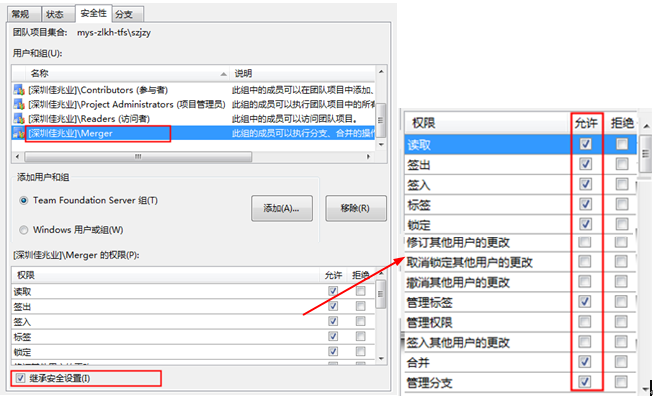 常规 状态 安全性 分支
团队项目集合: mys-zlkh-tfs\szjzy
用户和组(U):
名称 说明
[深圳佳兆业]\Contributors (参与者) 此组中的成员可以在团队项目中添加、
[深圳佳兆业]\Project Administrators (项目管理员) 此组中的成员可以执行团队项目中的所有
[深圳佳兆业]\Readers (访问者) 此组中的成员可以访问团队项目。
[深圳佳兆业]\Merger 此组的成员可以执行分支、合并的操作
添加用户和组
Team Foundation Server 组(T)
Windows 用户或组(W)
添加(A)...
移除(R)
[深圳佳兆业]\Merger 的权限(P):
权限 允许 拒绝
读取
签出
签入
标签
锁定
修订其他用户的更改
继承安全设置(I)
权限 允许 拒绝
读取
签出
签入
标签
锁定
修订其他用户的更改
取消锁定其他用户的更改
撤消其他用户的更改
管理标签
管理权限
签入其他用户的更改
合并
管理分支